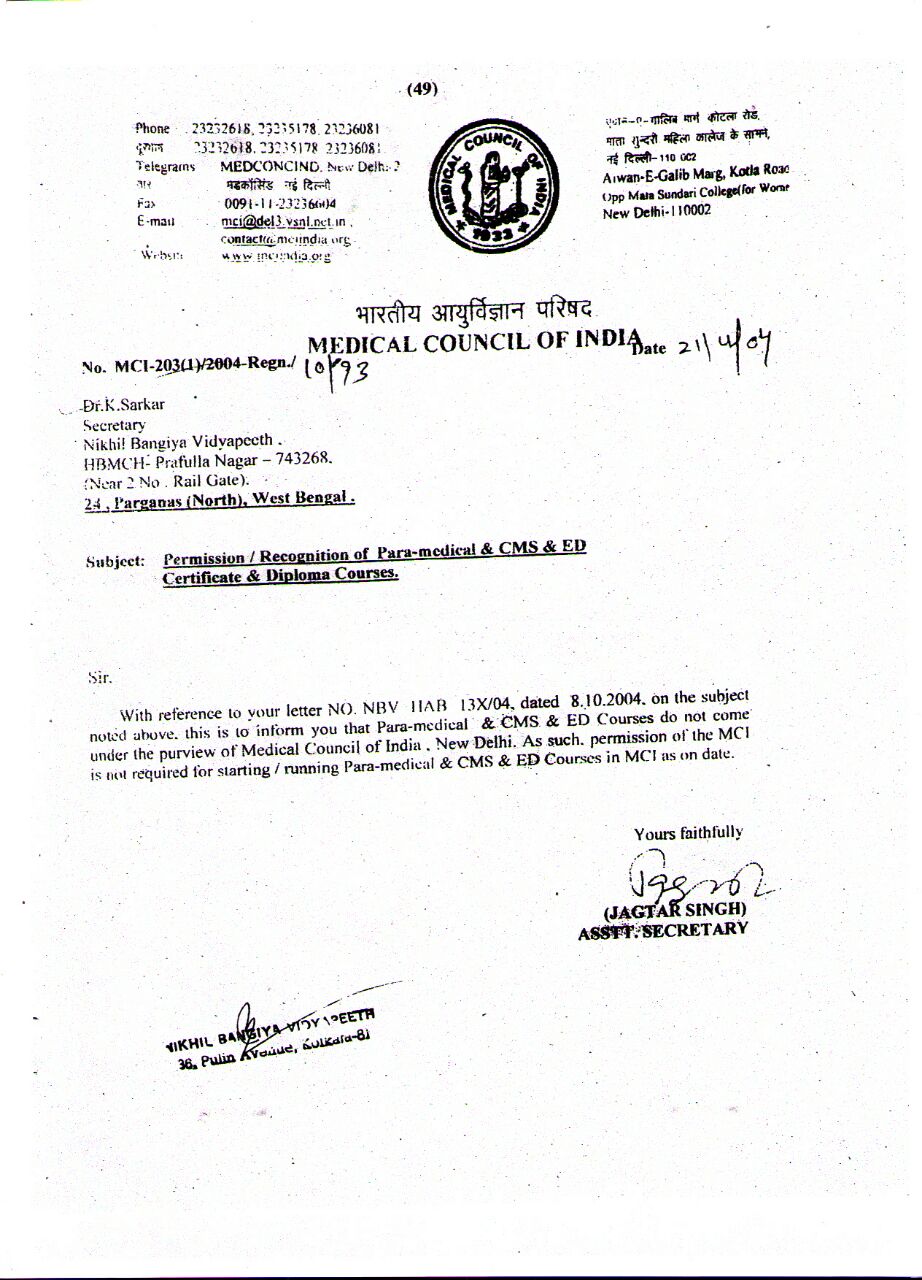 (49)
Phone 23232618, 23235178, 23236081
दूरभाष 23232618, 23235178 23236081
Telegrams MEDCONCIND, New Delhi-2
तार मेडकौंसिंड नई दिल्ली
Fax 0091-11-23236604
E-mail mci@del3.vsnl.net.in ,
contact@mciindia.org
Website www.mciindia.org
MEDICAL COUNCIL OF INDIA
1933
गालिब मार्ग कोटला रोड,
माता सुन्दरी महिला कालेज के सामने,
नई दिल्ली-110 002
Aiwan-E-Galib Marg, Kotla Road
Opp Mata Sundari College(for Wome
New Delhi-110002
भारतीय आयुर्विज्ञान परिषद
MEDICAL COUNCIL OF INDIA
No. MCI-203(1)/2004-Regn./ Date
Dr.K.Sarkar
Secretary
Nikhil Bangiya Vidyapeeth .
HBMCH- Prafulla Nagar – 743268.
(Near 2 No . Rail Gate).
24 , Parganas (North), West Bengal .
Subject: Permission / Recognition of Para-medical & CMS & ED
Certificate & Diploma Courses.
Sir.
With reference to your letter NO. NBV HAB 13X/04, dated 8.10.2004, on the subject
noted above. this is to inform you that Para-medical & CMS & ED Courses do not come
under the purview of Medical Council of India , New Delhi. As such. permission of the MCI
is not required for starting / running Para-medical & CMS & ED Courses in MCI as on date.
Yours faithfully
(JAGTAR SINGH)
ASSTT. SECRETARY
NIKHIL BANGIYA VIDYAPEETH
36, Pulin Avenue, Kolkata-81